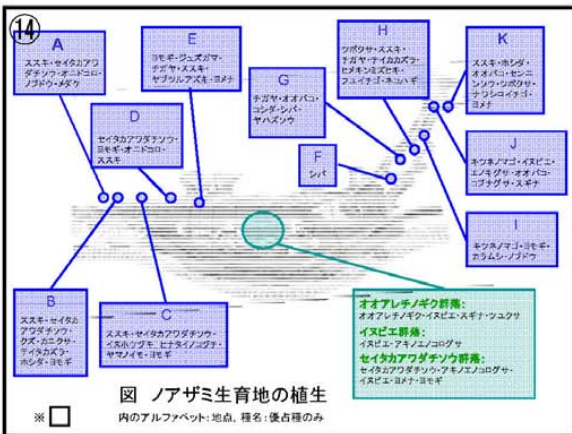 ⑭
A
ススキ・セイタカアワ
ダチソウ・オニドコロ・
ノブドウ・メダケ
E
ヨモギ・ジュズダマ・
チガヤ・ススキ・
ヤブツルアズキ・ヨメナ
H
ツボクサ・ススキ・
チガヤ・テイカカズラ・
ヒメキンミズヒキ・
フユイチゴ・ネコハギ
K
ススキ・ホシダ・
オオバコ・センニ
ンソウ・ツボクサ・
ナワシロイチゴ・
ヨメナ
G
チガヤ・オオバコ・
コシダ・シバ・
ヤハズソウ
D
セイタカアワダチソウ・
ヨモギ・オニドコロ・
ススキ
F
シバ
J
キツネノマゴ・イヌビエ・
エノキグサ・オオバコ・
コブナグサ・スギナ
I
キツネノマゴ・ヨモギ・
カラムシ・ノブドウ
B
ススキ・セイタカ
アワダチソウ・
クズ・カニクサ・
テイカカズラ・
ホシダ・ヨモギ
C
ススキ・セイタカアワダチソウ・
イヌホウズキ・ヒナタイノコヅチ・
ヤマノイモ・ヨモギ
オオアレチノギク群落:
オオアレチノギク・イヌビエ・スギナ・ツユクサ
イヌビエ群落:
イヌビエ・アキノエノコログサ
セイタカアワダチソウ群落:
セイタカアワダチソウ・アキノエノコログサ・
イヌビエ・ヨメナ・ヨモギ
図 ノアザミ生育地の植生
※□ 内のアルファベット:地点, 種名:優占種のみ